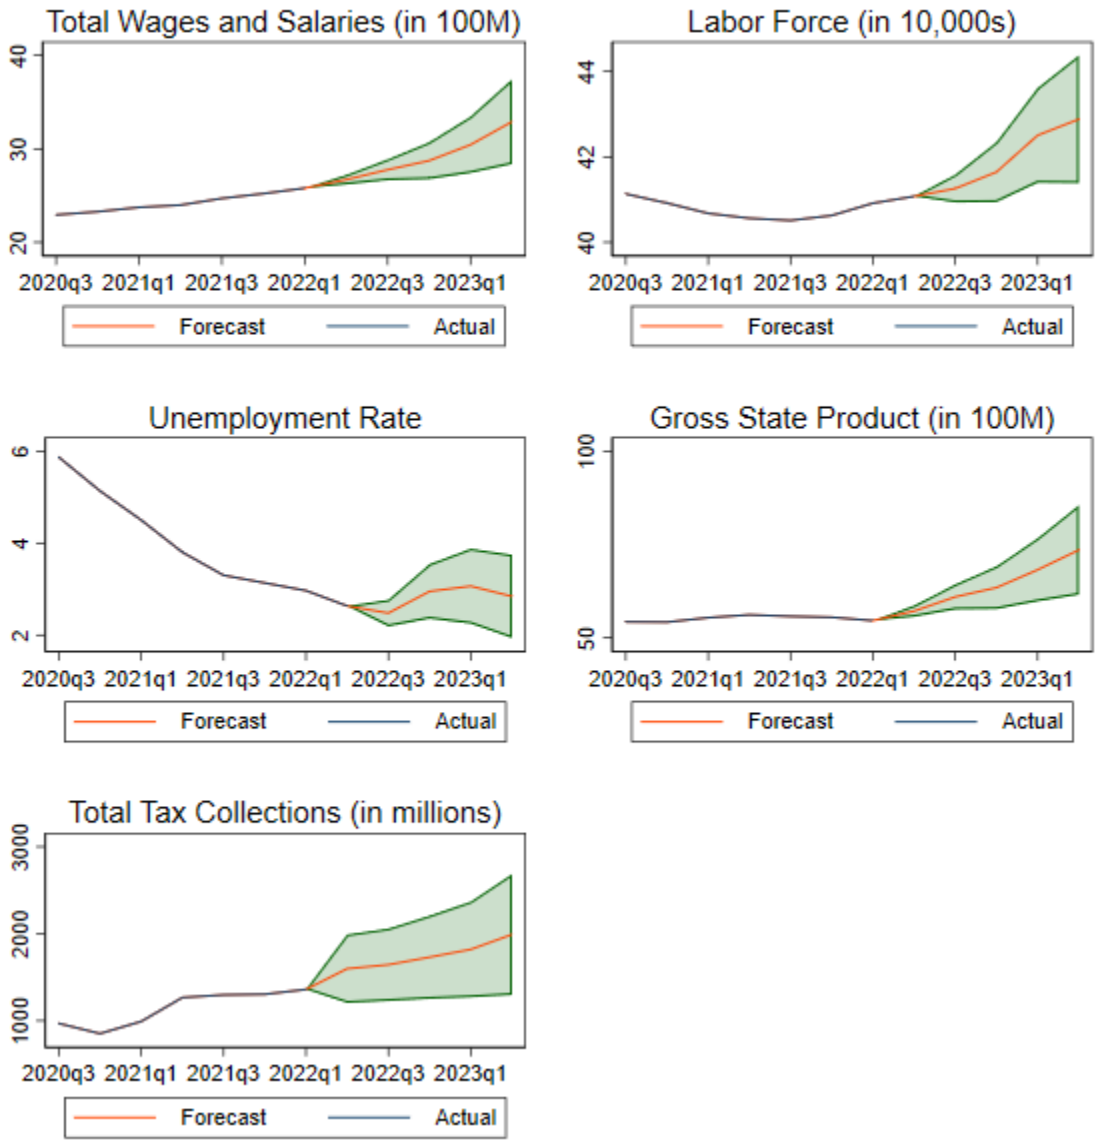 Total Wages and Salaries (in 100M)
40
30
20
2020q3 2021q1 2021q3 2022q1 2022q3 2023q1
Forecast Actual
Labor Force (in 10,000s)
44
42
40
2020q3 2021q1 2021q3 2022q1 2022q3 2023q1
Forecast Actual
Unemployment Rate
6
4
2
2020q3 2021q1 2021q3 2022q1 2022q3 2023q1
Forecast Actual
Gross State Product (in 100M)
100
50
2020q3 2021q1 2021q3 2022q1 2022q3 2023q1
Forecast Actual
Total Tax Collections (in millions)
3000
2000
1000
2020q3 2021q1 2021q3 2022q1 2022q3 2023q1
Forecast Actual